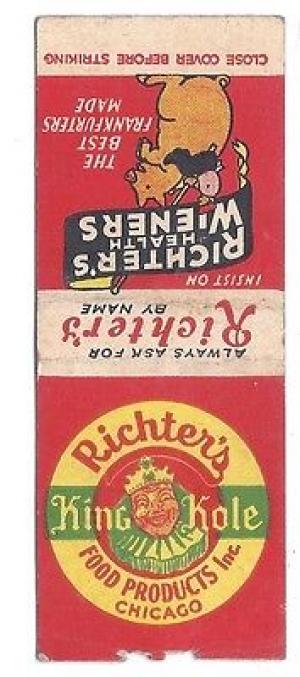 CLOSE COVER BEFORE STRIKING
INSIST ON
RICHTER'S
HEALTH
WIENERS
THE
BEST
FRANKFURTERS
MADE
ALWAYS ASK FOR
Richter's
BY NAME
Richter's
King Kole
FOOD PRODUCTS Inc.
CHICAGO